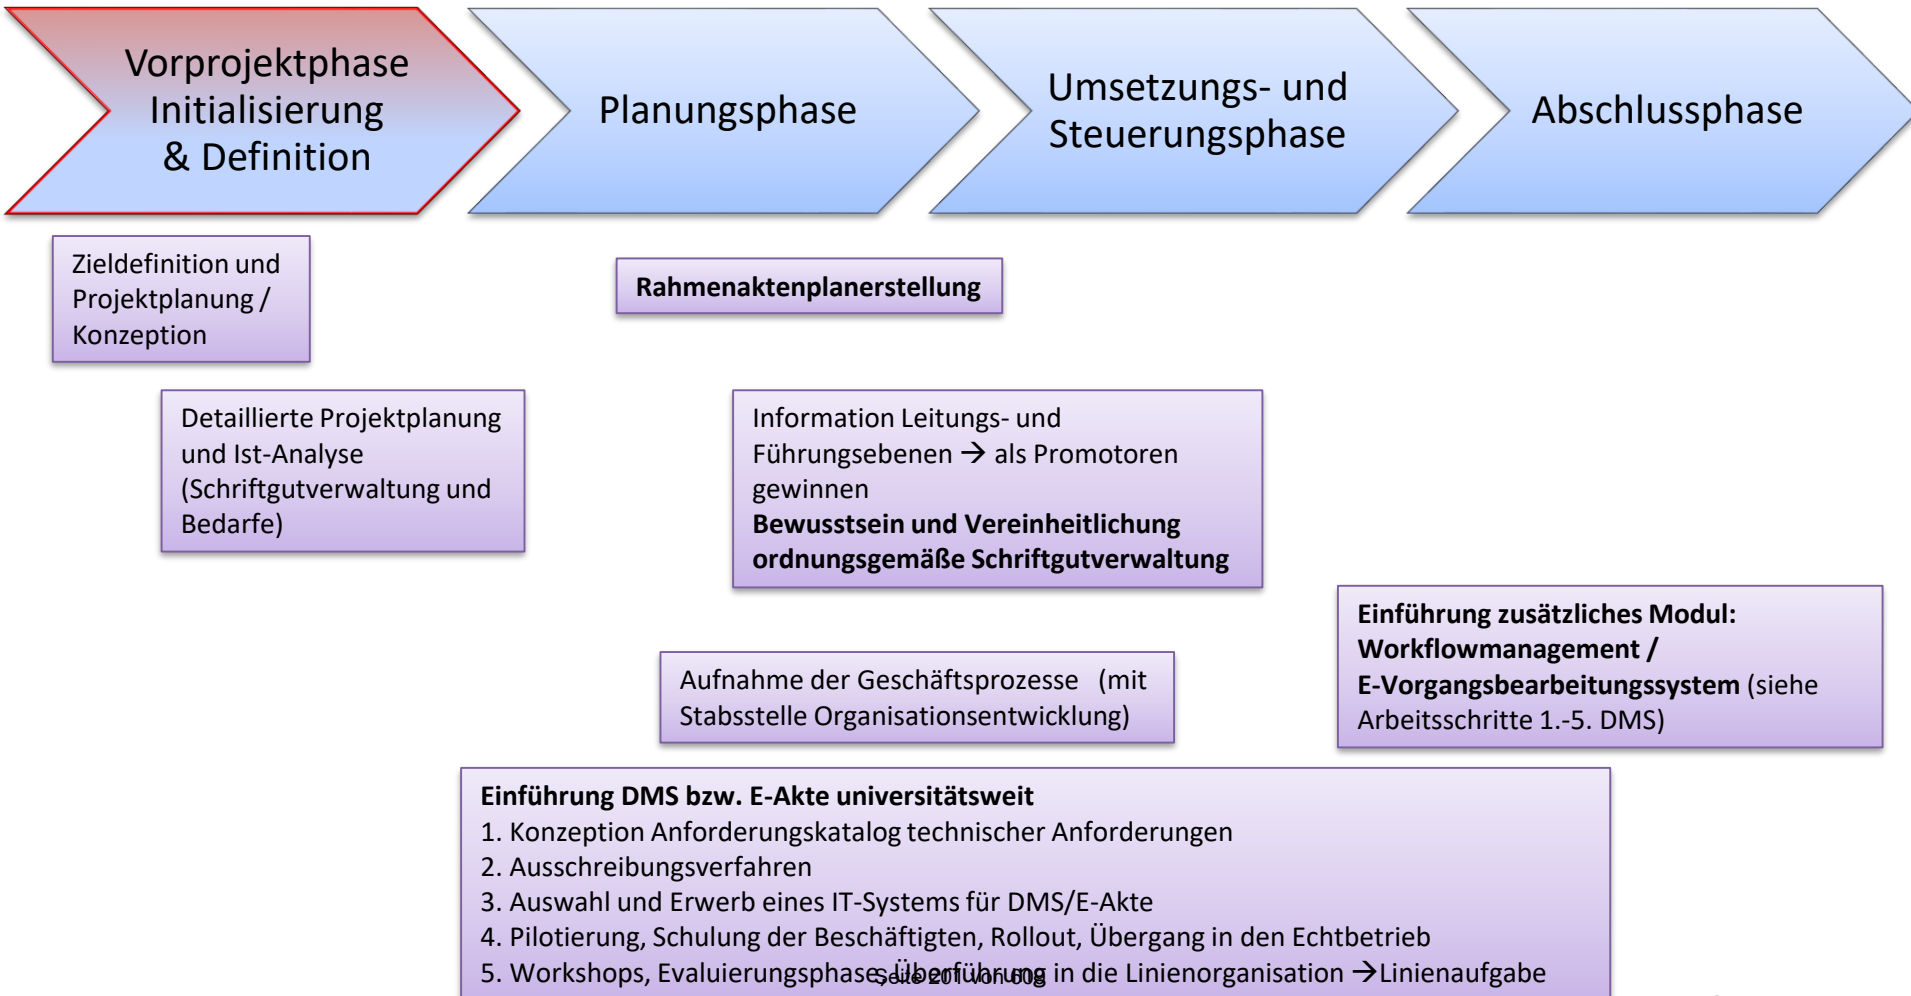 Vorprojektphase
Initialisierung
& Definition
Planungsphase
Umsetzungs- und
Steuerungsphase
Abschlussphase
Zieldefinition und
Projektplanung /
Konzeption
Rahmenaktenplanerstellung
Detaillierte Projektplanung
und Ist-Analyse
(Schriftgutverwaltung und
Bedarfe)
Information Leitungs- und
Führungsebenen → als Promotoren
gewinnen
Bewusstsein und Vereinheitlichung
ordnungsgemäße Schriftgutverwaltung
Einführung zusätzliches Modul:
Workflowmanagement /
E-Vorgangsbearbeitungssystem (siehe
Arbeitsschritte 1.-5. DMS)
Aufnahme der Geschäftsprozesse (mit
Stabsstelle Organisationsentwicklung)
Einführung DMS bzw. E-Akte universitätsweit
1. Konzeption Anforderungskatalog technischer Anforderungen
2. Ausschreibungsverfahren
3. Auswahl und Erwerb eines IT-Systems für DMS/E-Akte
4. Pilotierung, Schulung der Beschäftigten, Rollout, Übergang in den Echtbetrieb
5. Workshops, Evaluierungsphase, Überführung in die Linienorganisation → Linienaufgabe
Seite 201 von